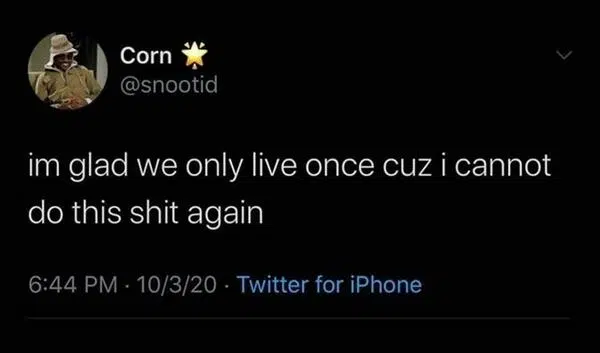 Corn 🌟
@snootid
im glad we only live once cuz i cannot
do this shit again
6:44 PM · 10/3/20 · Twitter for iPhone